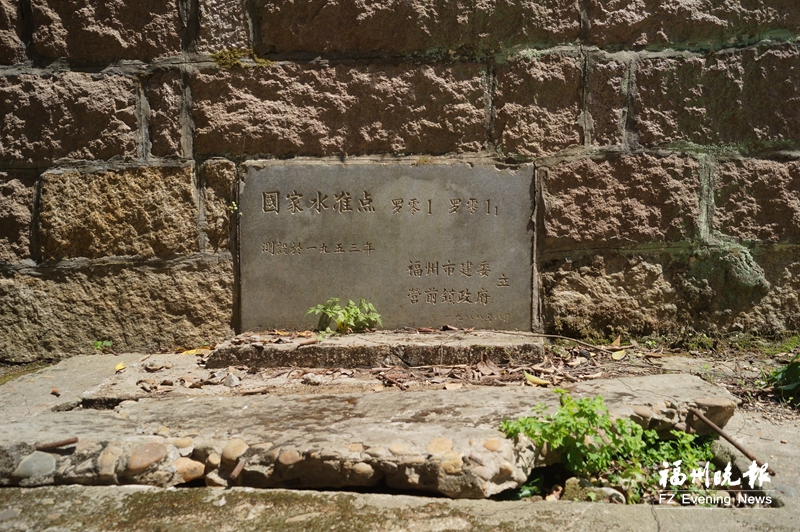 国家水准点 罗零1 罗零1₁
测设於一九五三年
福州市建委
营前镇政府
立
福州晚报
FZ Evening News